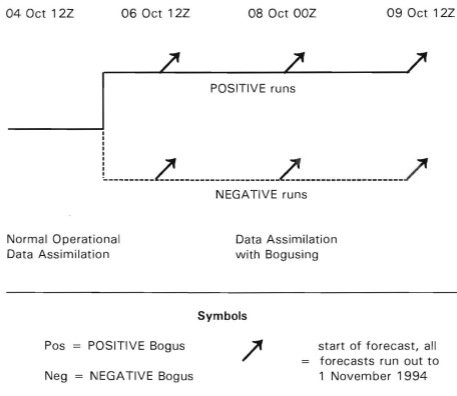 04 Oct 12Z 06 Oct 12Z 08 Oct 00Z 09 Oct 12Z
POSITIVE runs
NEGATIVE runs
Normal Operational
Data Assimilation
Data Assimilation
with Bogusing
Symbols
Pos = POSITIVE Bogus
Neg = NEGATIVE Bogus
start of forecast, all
= forecasts run out to
1 November 1994